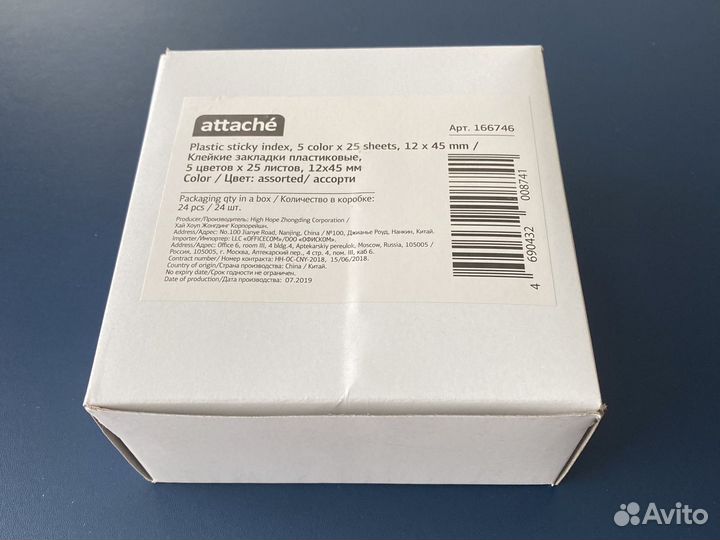 attaché
Арт. 166746
Plastic sticky index, 5 color x 25 sheets, 12 x 45 mm /
Клейкие закладки пластиковые,
5 цветов x 25 листов, 12x45 мм
Color / Цвет: assorted/ ассорти
Packaging qty in a box / Количество в коробке:
24 pcs / 24 шт.
Producer/Производитель: High Hope Zhongding Corporation /
Хай Хоуп Жонгдинг Корпорейшн.
Address/Адрес: No.100 Jianye Road, Nanjing, China / №100, Джианье Роуд, Нанкин, Китай.
Importer/Импортер: LLC «OFFICECOM»/ООО «ОФИСКОМ».
Address/Адрес: Office 6, room III, 4 bldg 4, Aptekarskiy pereulok, Moscow, Russia, 105005 /
Россия, 105005, г. Москва, Аптекарский пер., 4 стр. 4, пом. III, каб 6.
Contract number/ Номер контракта: HH-OC-CNY-2018, 15/06/2018.
Country of origin/Страна производства: China / Китай.
No expiry date/Срок годности не ограничен.
Date of production/Дата производства: 07.2019
4 690432 008741
Avito